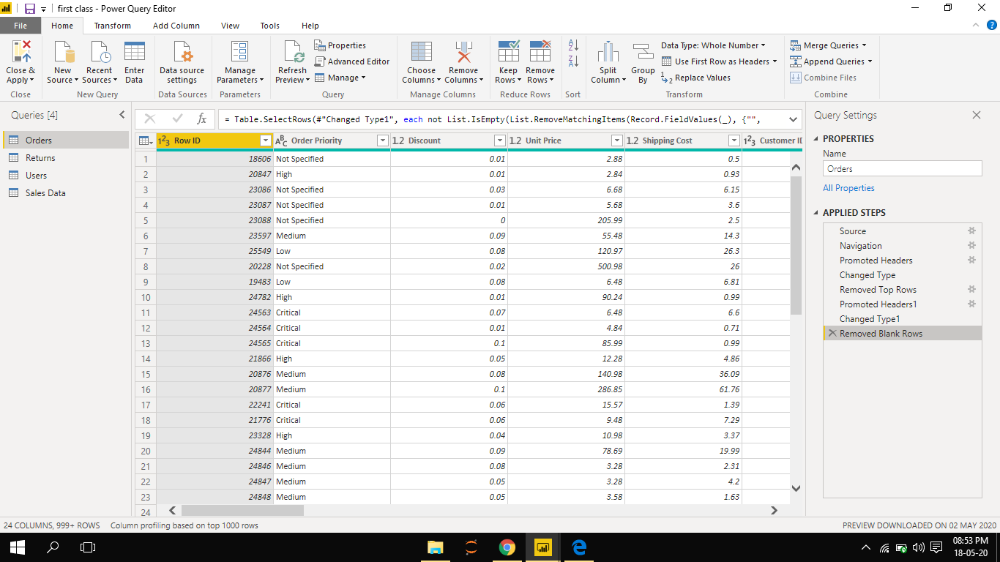 first class - Power Query Editor
File Home Transform Add Column View Tools Help
Close & Apply
New Source
Recent Sources
Enter Data
Data source settings
Manage Parameters
Refresh Preview
Properties
Advanced Editor
Manage
Choose Columns
Remove Columns
Keep Rows
Remove Rows
Split Column
Group By
Data Type: Whole Number
Use First Row as Headers
Replace Values
Merge Queries
Append Queries
Combine Files
Close New Query Data Sources Parameters Query Manage Columns Reduce Rows Sort Transform Combine
Queries [4]
Orders
Returns
Users
Sales Data
fx = Table.SelectRows(#"Changed Type1", each not List.IsEmpty(List.RemoveMatchingItems(Record.FieldValues(_), {"",
123 Row ID ABC Order Priority 1.2 Discount 1.2 Unit Price 1.2 Shipping Cost 123 Customer ID
1 18606 Not Specified 0.01 2.88 0.5
2 20847 High 0.01 2.84 0.93
3 23086 Not Specified 0.03 6.68 6.15
4 23087 Not Specified 0.01 5.68 3.6
5 23088 Not Specified 0 205.99 2.5
6 23597 Medium 0.09 55.48 14.3
7 25549 Low 0.08 120.97 26.3
8 20228 Not Specified 0.02 500.98 26
9 19483 Low 0.08 6.48 6.81
10 24782 High 0.01 90.24 0.99
11 24563 Critical 0.07 6.48 6.6
12 24564 Critical 0.01 4.84 0.71
13 24565 Critical 0.1 85.99 0.99
14 21866 High 0.05 12.28 4.86
15 20876 Medium 0.08 140.98 36.09
16 20877 Medium 0.1 286.85 61.76
17 22241 Critical 0.06 15.57 1.39
18 21776 Critical 0.06 9.48 7.29
19 23328 High 0.04 10.98 3.37
20 24844 Medium 0.09 78.69 19.99
21 24846 Medium 0.08 3.28 2.31
22 24847 Medium 0.05 3.28 4.2
23 24848 Medium 0.05 3.58 1.63
24
Query Settings
PROPERTIES
Name
Orders
All Properties
APPLIED STEPS
Source
Navigation
Promoted Headers
Changed Type
Removed Top Rows
Promoted Headers1
Changed Type1
Removed Blank Rows
24 COLUMNS, 999+ ROWS Column profiling based on top 1000 rows PREVIEW DOWNLOADED ON 02 MAY 2020
08:53 PM
18-05-20